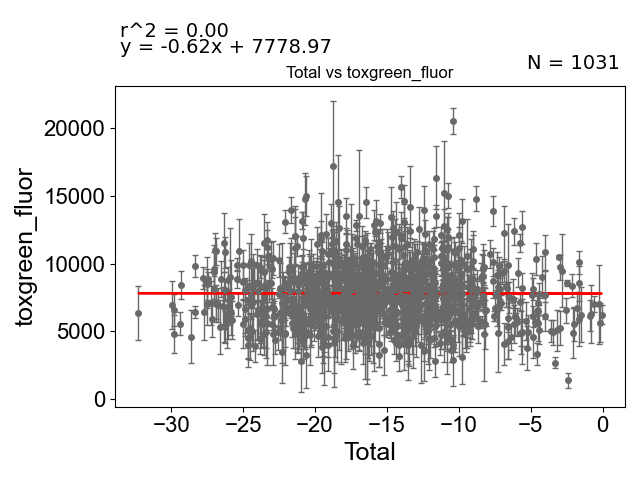 r^2 = 0.00
y = -0.62x + 7778.97
N = 1031
Total vs toxgreen_fluor
20000
15000
10000
5000
0
toxgreen_fluor
−30 −25 −20 −15 −10 −5 0
Total